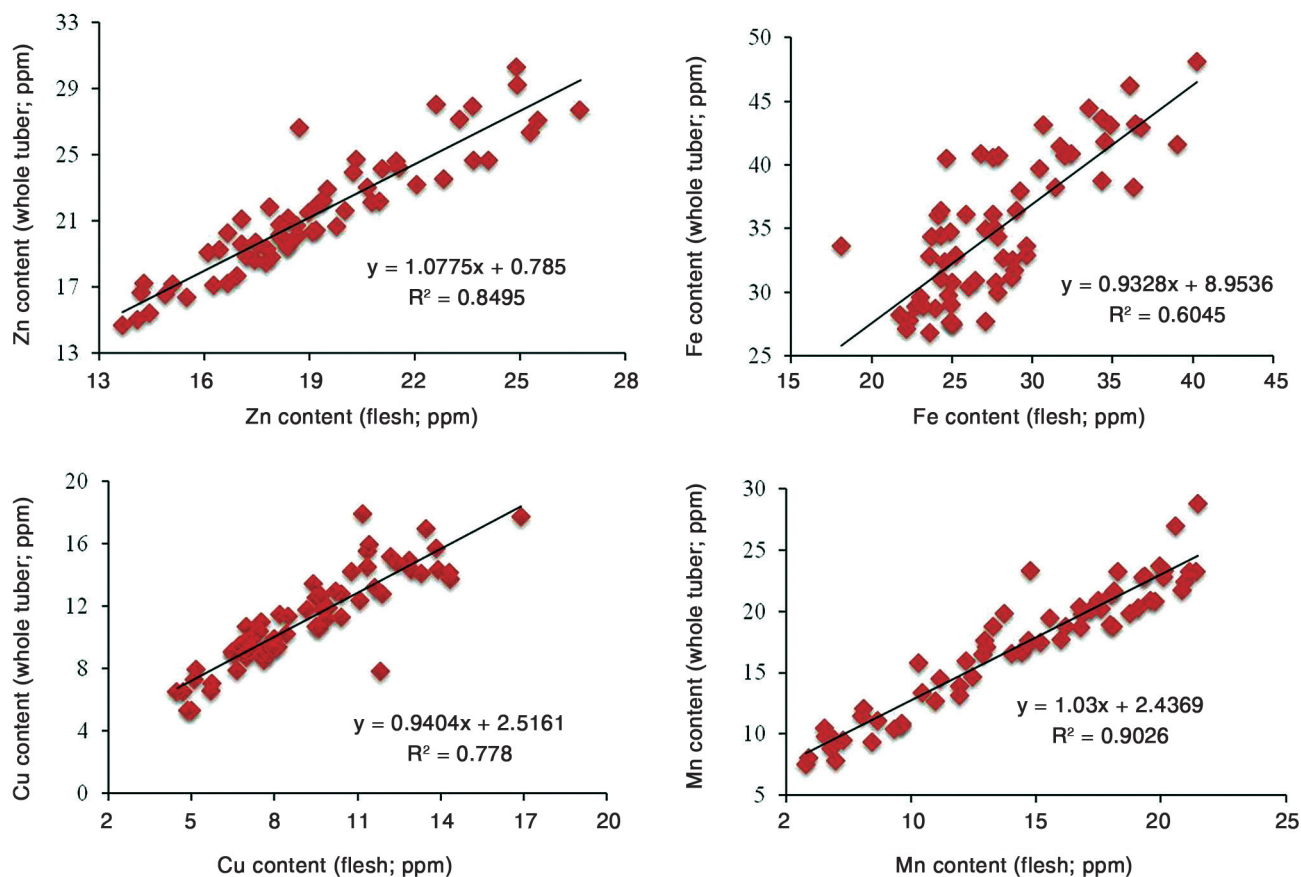 Zn content (whole tuber; ppm)
33
29
25
21
17
13
13 16 19 22 25 28
Zn content (flesh; ppm)
y = 1.0775x + 0.785
R² = 0.8495
Fe content (whole tuber; ppm)
50
45
40
35
30
25
15 20 25 30 35 40 45
Fe content (flesh; ppm)
y = 0.9328x + 8.9536
R² = 0.6045
Cu content (whole tuber; ppm)
20
16
12
8
4
0
2 5 8 11 14 17 20
Cu content (flesh; ppm)
y = 0.9404x + 2.5161
R² = 0.778
Mn content (whole tuber; ppm)
30
25
20
15
10
5
2 10 15 20 25
Mn content (flesh; ppm)
y = 1.03x + 2.4369
R² = 0.9026